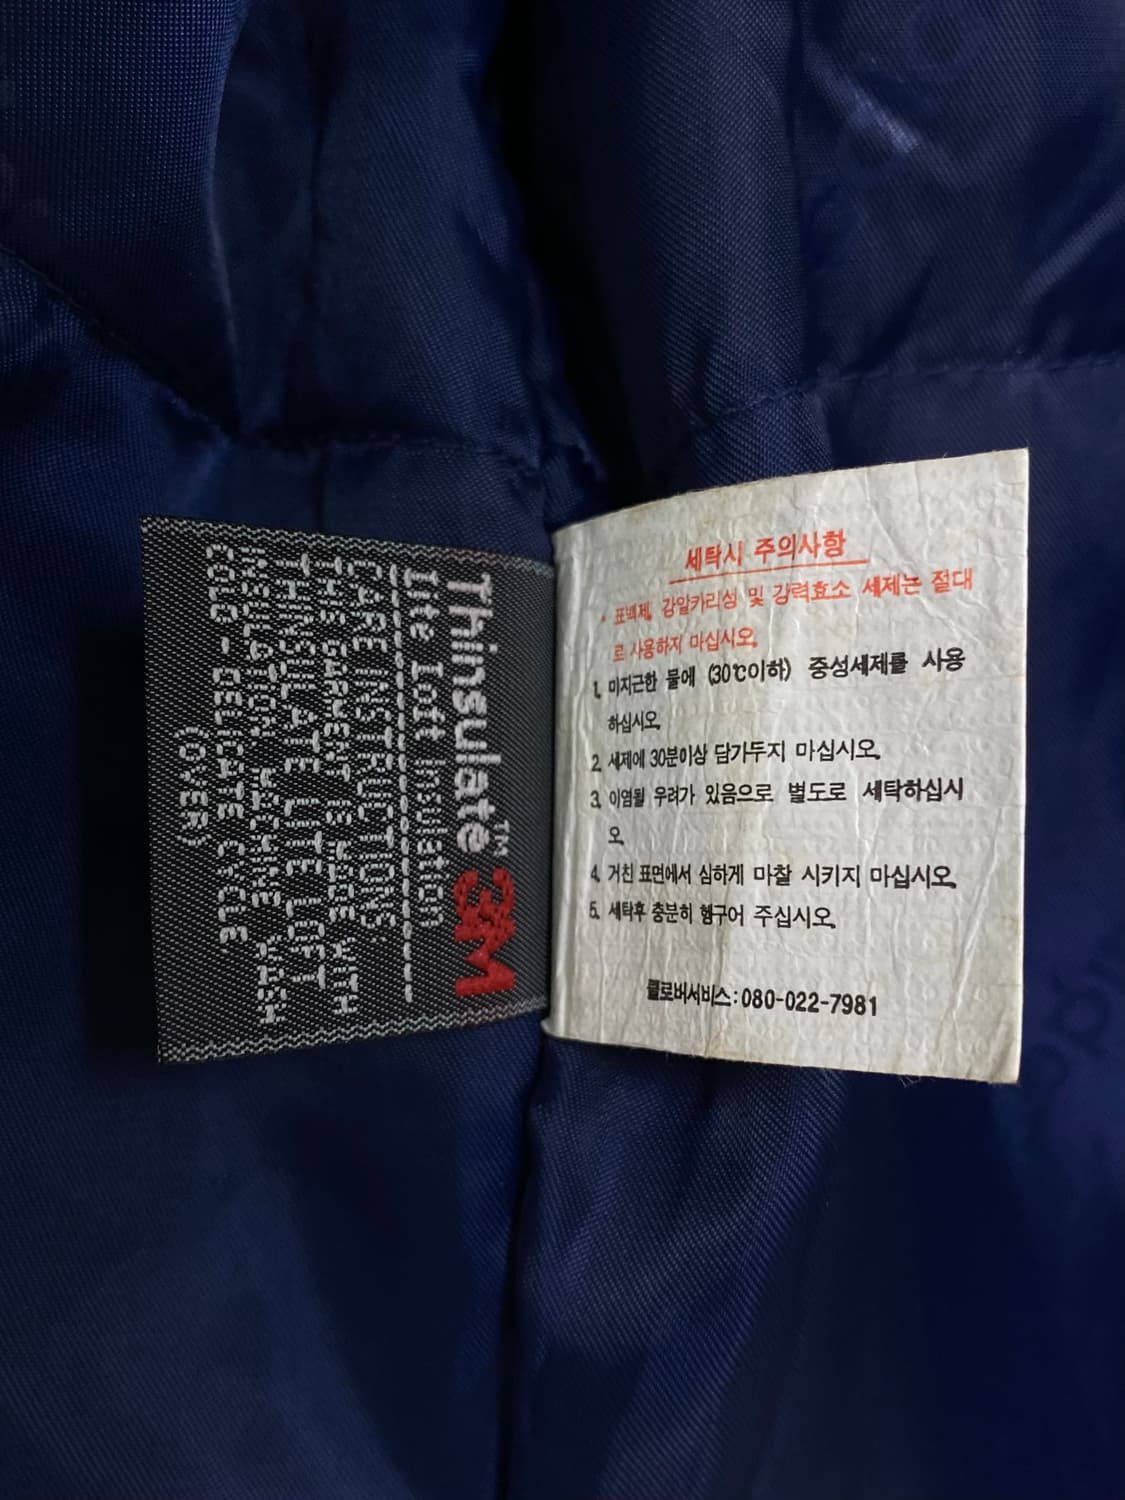 Thinsulate™ 3M
Lite Loft Insulation
CARE INSTRUCTIONS:
THIS GARMENT IS MADE WITH
THINSULATE LITE LOFT
INSULATION. MACHINE WASH
COLD - DELICATE CYCLE
(OVER)
세탁시 주의사항
• 표백제, 강알카리성 및 강력효소 세제는 절대
로 사용하지 마십시오.
1. 미지근한 물에 (30℃이하) 중성세제를 사용
하십시오.
2. 세제에 30분이상 담가두지 마십시오.
3. 이염될 우려가 있음으로 별도로 세탁하십시
오.
4. 거친 표면에서 심하게 마찰 시키지 마십시오.
5. 세탁후 충분히 헹구어 주십시오.
클로버서비스 : 080-022-7981